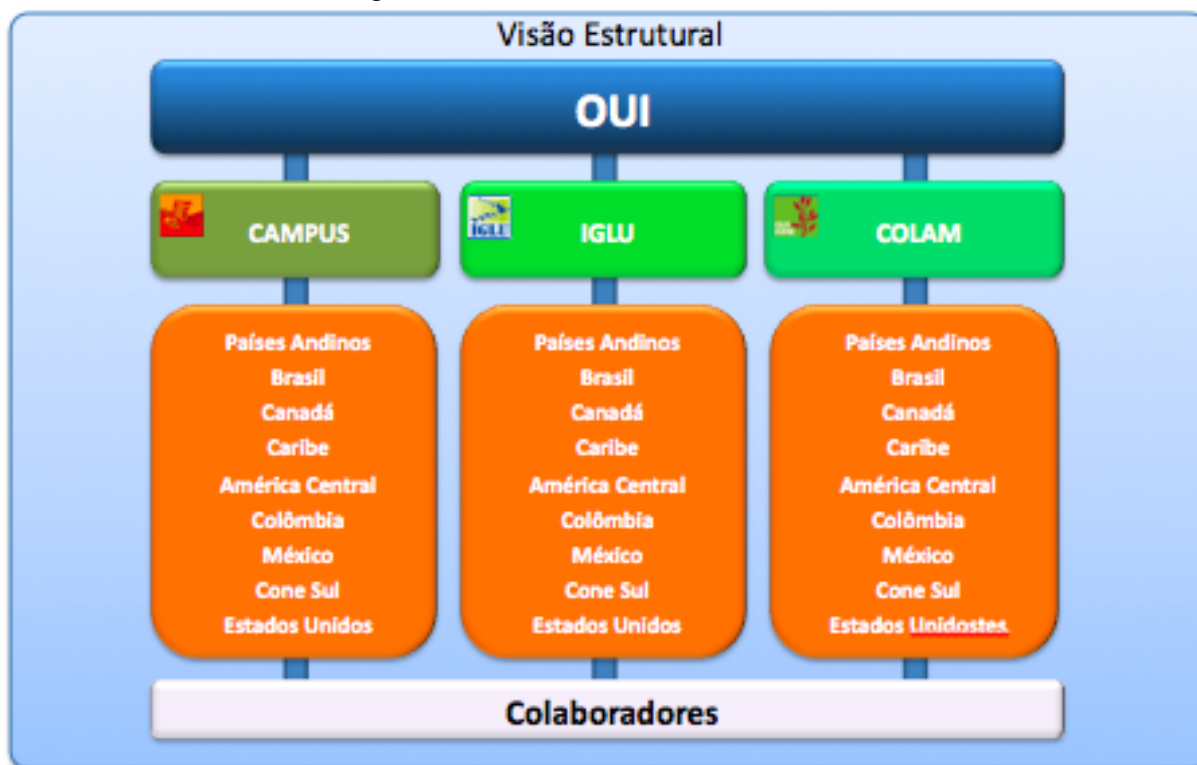 Visão Estrutural
OUI
CAMPUS
IGLU
IGLU
COLAM
Países Andinos
Brasil
Canadá
Caribe
América Central
Colômbia
México
Cone Sul
Estados Unidos
Países Andinos
Brasil
Canadá
Caribe
América Central
Colômbia
México
Cone Sul
Estados Unidos
Países Andinos
Brasil
Canadá
Caribe
América Central
Colômbia
México
Cone Sul
Estados Unidostes
Colaboradores